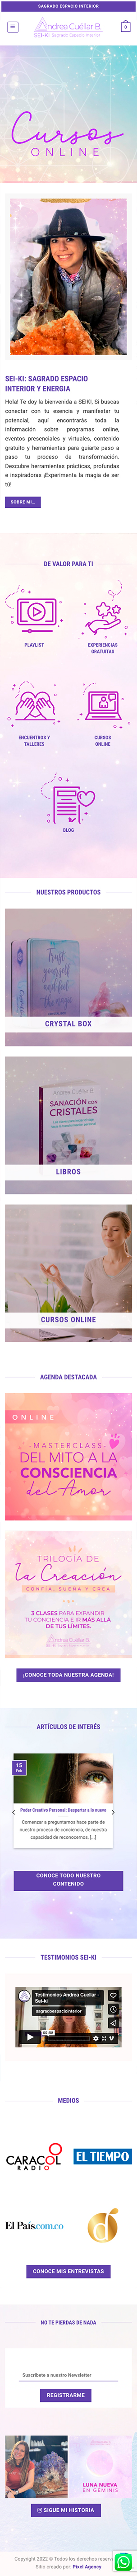 SAGRADO ESPACIO INTERIOR
Andrea Cuéllar B.
SEI-KI: Sagrado Espacio Interior
0
Cursos
ONLINE
SEI-KI: SAGRADO ESPACIO
INTERIOR Y ENERGIA
Hola! Te doy la bienvenida a SEIKI, Si buscas
conectar con tu esencia y manifestar tu
potencial, aquí encontrarás toda la
información sobre programas online,
eventos presenciales y virtuales, contenidos
gratuito y herramientas para guiarte paso a
paso en tu proceso de transformación.
Descubre herramientas prácticas, profundas
e inspiradoras ¡Experimenta la magia de ser
tú!
SOBRE MI...
DE VALOR PARA TI
PLAYLIST
EXPERIENCIAS
GRATUITAS
ENCUENTROS Y
TALLERES
CURSOS
ONLINE
BLOG
NUESTROS PRODUCTOS
Trust
yourself
and feel
the magic
CRYSTAL BOX
SANACIÓN CON
CRISTALES
LIBROS
CURSOS ONLINE
AGENDA DESTACADA
ONLINE
MASTERCLASS
DEL MITO A LA
CONSCIENCIA
del Amor
TRILOGÍA DE
la Creación
CONFÍA, SUEÑA Y CREA
3 CLASES PARA EXPANDIR
TU CONCIENCIA E IR MÁS ALLÁ
DE TUS LÍMITES.
Andrea Cuéllar B.
¡CONOCE TODA NUESTRA AGENDA!
ARTÍCULOS DE INTERÉS
15
Feb
Poder Creativo Personal: Despertar a lo nuevo
Comenzar a preguntarnos hace parte de
nuestro proceso de conciencia, de nuestra
capacidad de reconocernos, [...]
CONOCE TODO NUESTRO
CONTENIDO
TESTIMONIOS SEI-KI
Testimonios Andrea Cuellar -
Sei-ki
sagradoespaciointerior
MEDIOS
CARACOL
RADIO
EL TIEMPO
El País.com.co
CONOCE MIS ENTREVISTAS
NO TE PIERDAS DE NADA
Suscríbete a nuestro Newsletter
REGISTRARME
LUNA NUEVA
EN GÉMINIS
SIGUE MI HISTORIA
Copyright 2022 © Todos los derechos
Sitio creado por: Pixel Agency